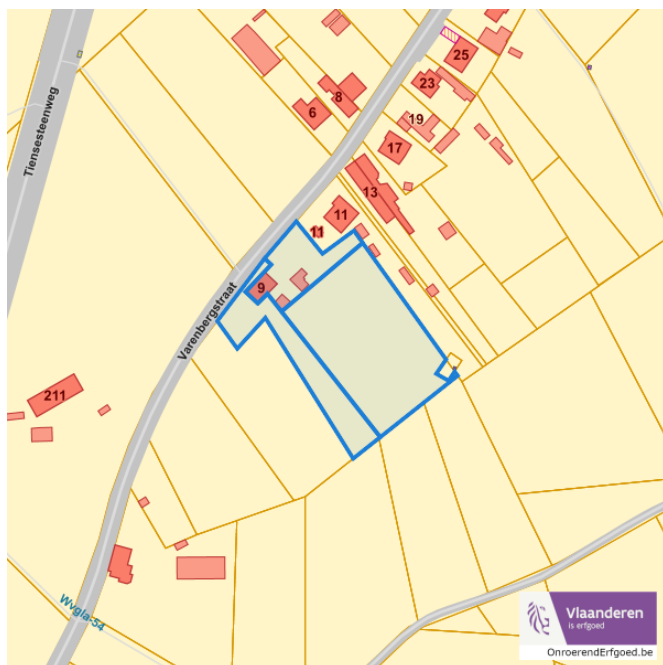 25
23
8
6
19
17
13
11
11
9
Tiensesteenweg
Varenbergstraat
211
Wvgla-54
Vlaanderen
is erfgoed
OnroerendErfgoed.be